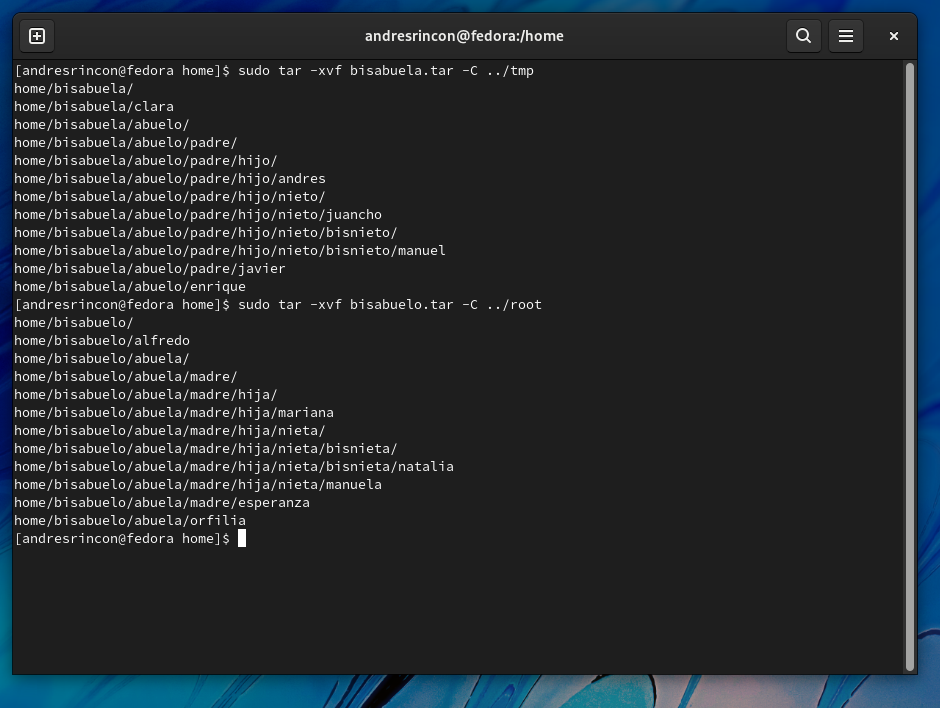 andresrincon@fedora:/home
[andresrincon@fedora home]$ sudo tar -xvf bisabuela.tar -C ../tmp
home/bisabuela/
home/bisabuela/clara
home/bisabuela/abuelo/
home/bisabuela/abuelo/padre/
home/bisabuela/abuelo/padre/hijo/
home/bisabuela/abuelo/padre/hijo/andres
home/bisabuela/abuelo/padre/hijo/nieto/
home/bisabuela/abuelo/padre/hijo/nieto/juancho
home/bisabuela/abuelo/padre/hijo/nieto/bisnieto/
home/bisabuela/abuelo/padre/hijo/nieto/bisnieto/manuel
home/bisabuela/abuelo/padre/javier
home/bisabuela/abuelo/enrique
[andresrincon@fedora home]$ sudo tar -xvf bisabuelo.tar -C ../root
home/bisabuelo/
home/bisabuelo/alfredo
home/bisabuelo/abuela/
home/bisabuelo/abuela/madre/
home/bisabuelo/abuela/madre/hija/
home/bisabuelo/abuela/madre/hija/mariana
home/bisabuelo/abuela/madre/hija/nieta/
home/bisabuelo/abuela/madre/hija/nieta/bisnieta/
home/bisabuelo/abuela/madre/hija/nieta/bisnieta/natalia
home/bisabuelo/abuela/madre/hija/nieta/manuela
home/bisabuelo/abuela/madre/esperanza
home/bisabuelo/abuela/orfilia
[andresrincon@fedora home]$